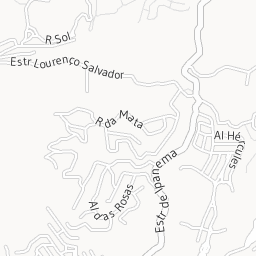 R Sol
Estr Lourenço Salvador
R da Mata
Al Hércules
Estr de Ipanema
Al das Rosas